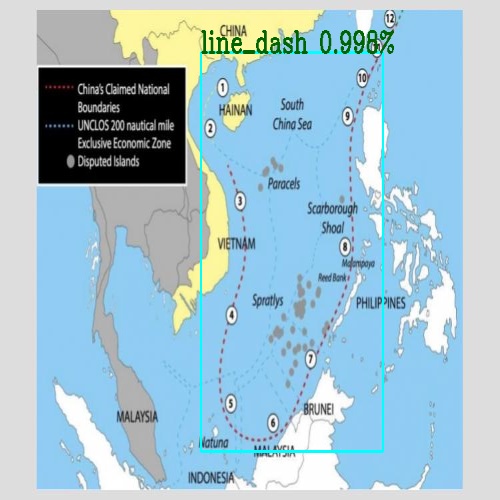 12
CHINA
line_dash 0.998%
10
China's Claimed National
Boundaries
UNCLOS 200 nautical mile
Exclusive Economic Zone
Disputed Islands
1
HAINAN
2
South
China Sea
9
Paracels
3
Scarborough
Shoal
VIETNAM
8
Malampaya
Reed Bank
Spratlys
PHILIPPINES
4
7
5
BRUNEI
MALAYSIA
6
Natuna
MALAYSIA
INDONESIA